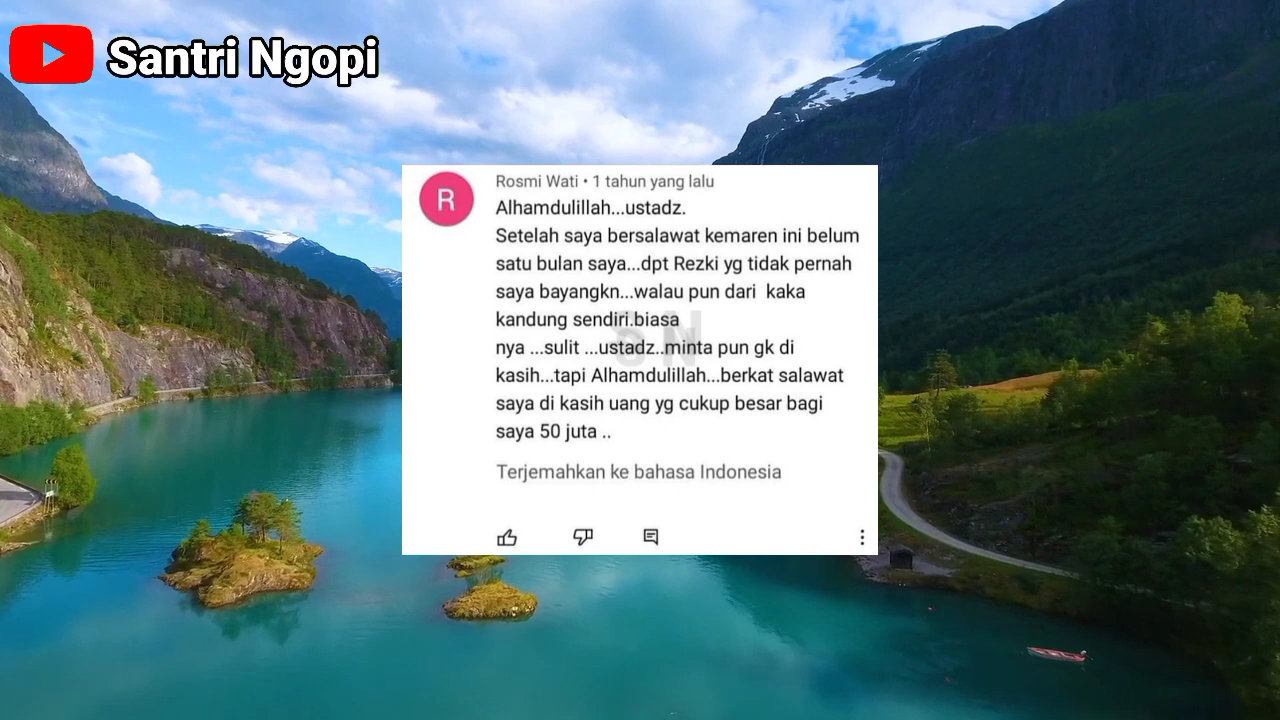 Santri Ngopi
R
Rosmi Wati • 1 tahun yang lalu
Alhamdulillah...ustadz.
Setelah saya bersalawat kemaren ini belum
satu bulan saya...dpt Rezki yg tidak pernah
saya bayangkn...walau pun dari kaka
kandung sendiri.biasa
nya ...sulit ...ustadz..minta pun gk di
kasih...tapi Alhamdulillah...berkat salawat
saya di kasih uang yg cukup besar bagi
saya 50 juta ..
SN
Terjemahkan ke bahasa Indonesia